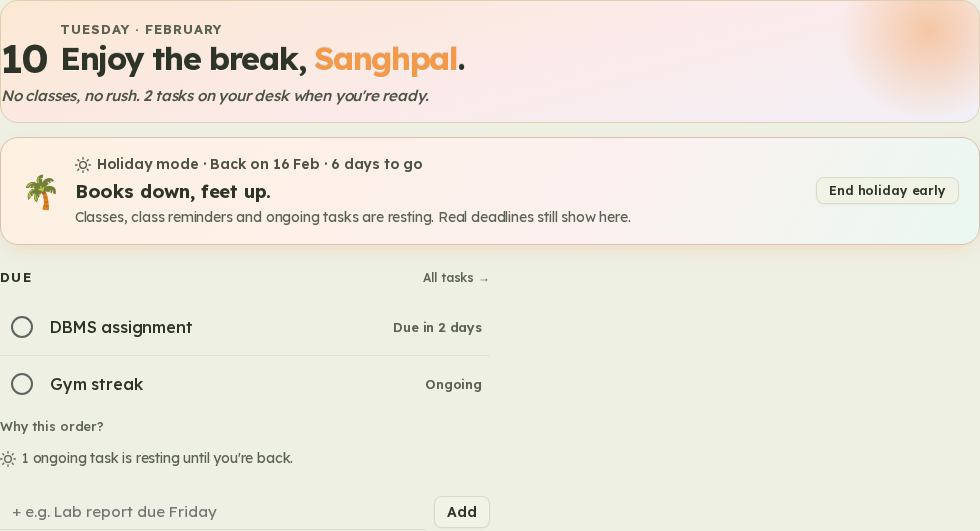 TUESDAY · FEBRUARY
10 Enjoy the break, Sanghpal.
No classes, no rush. 2 tasks on your desk when you're ready.
Holiday mode · Back on 16 Feb · 6 days to go
Books down, feet up.
Classes, class reminders and ongoing tasks are resting. Real deadlines still show here.
End holiday early
DUE
All tasks →
DBMS assignment
Due in 2 days
Gym streak
Ongoing
Why this order?
1 ongoing task is resting until you're back.
+ e.g. Lab report due Friday
Add